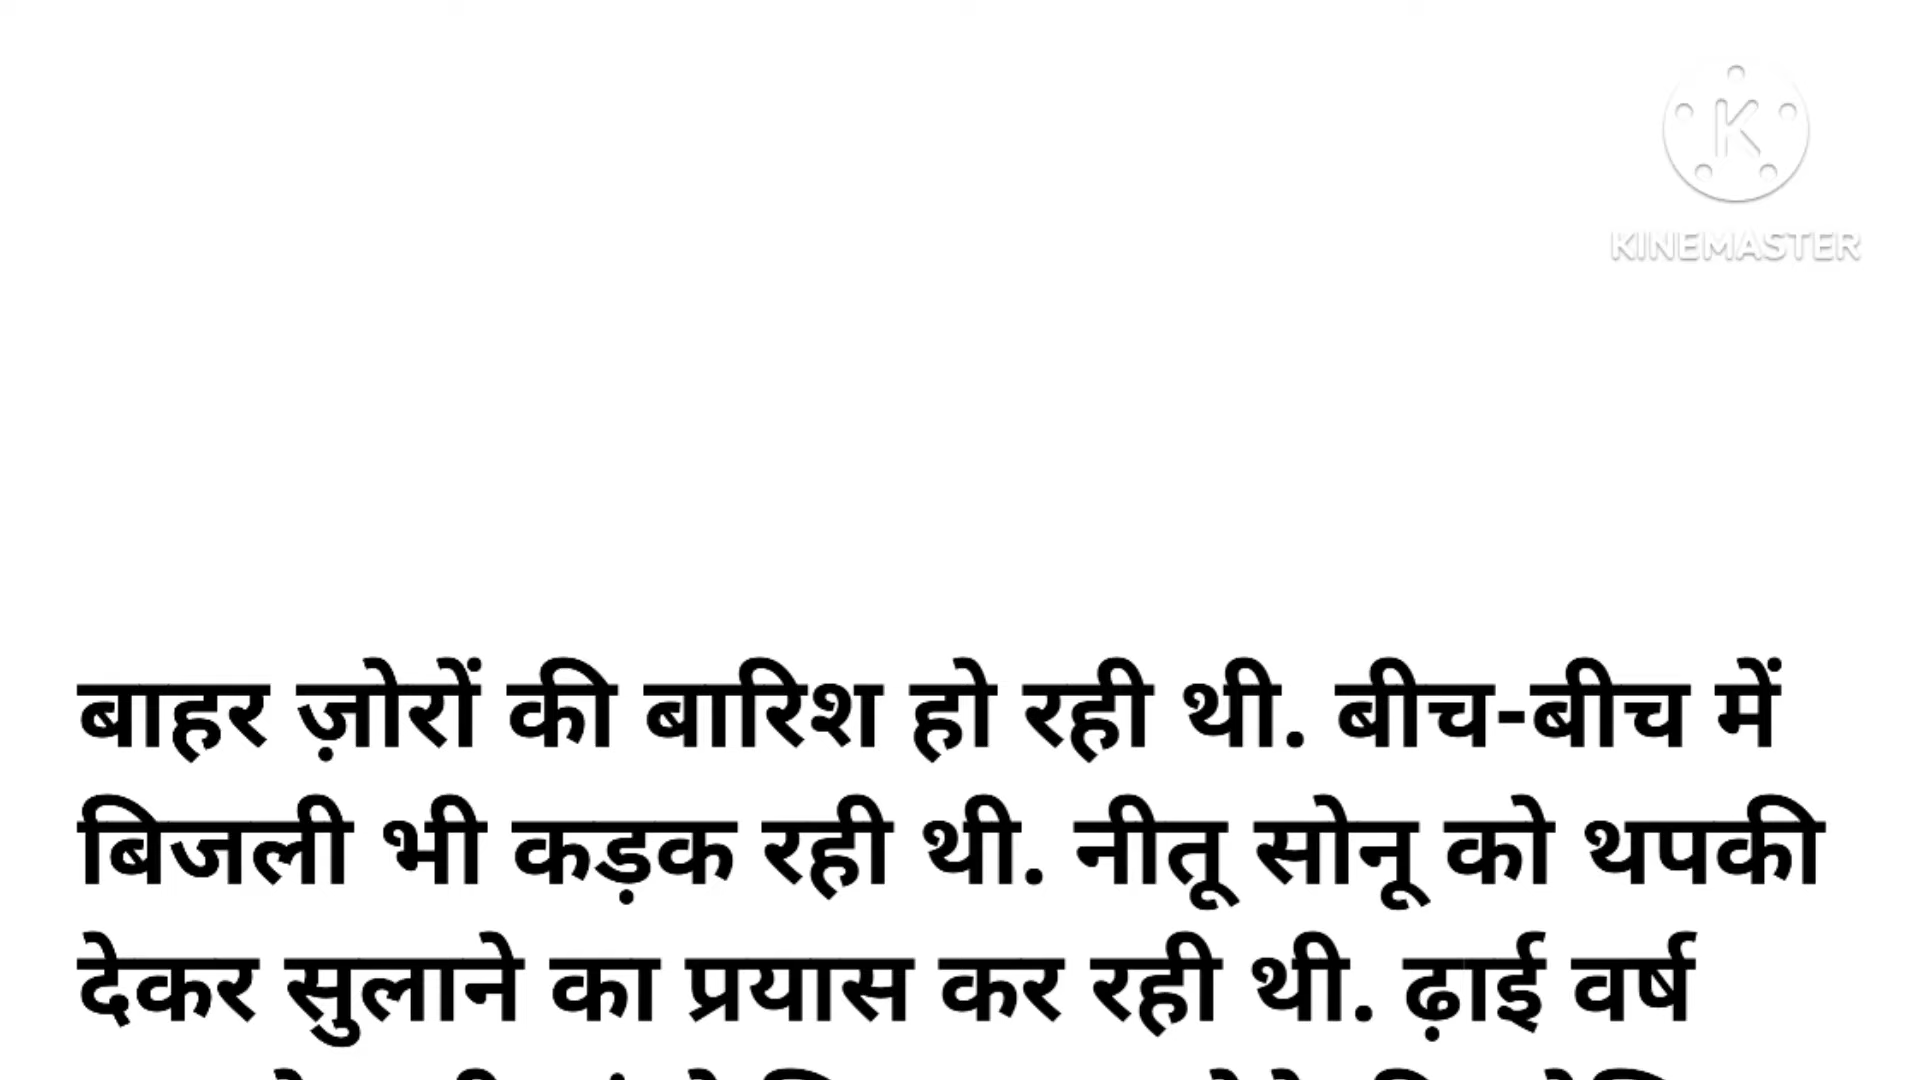 KINEMASTER
बाहर ज़ोरों की बारिश हो रही थी. बीच-बीच में
बिजली भी कड़क रही थी. नीतू सोनू को थपकी
देकर सुलाने का प्रयास कर रही थी. ढ़ाई वर्ष